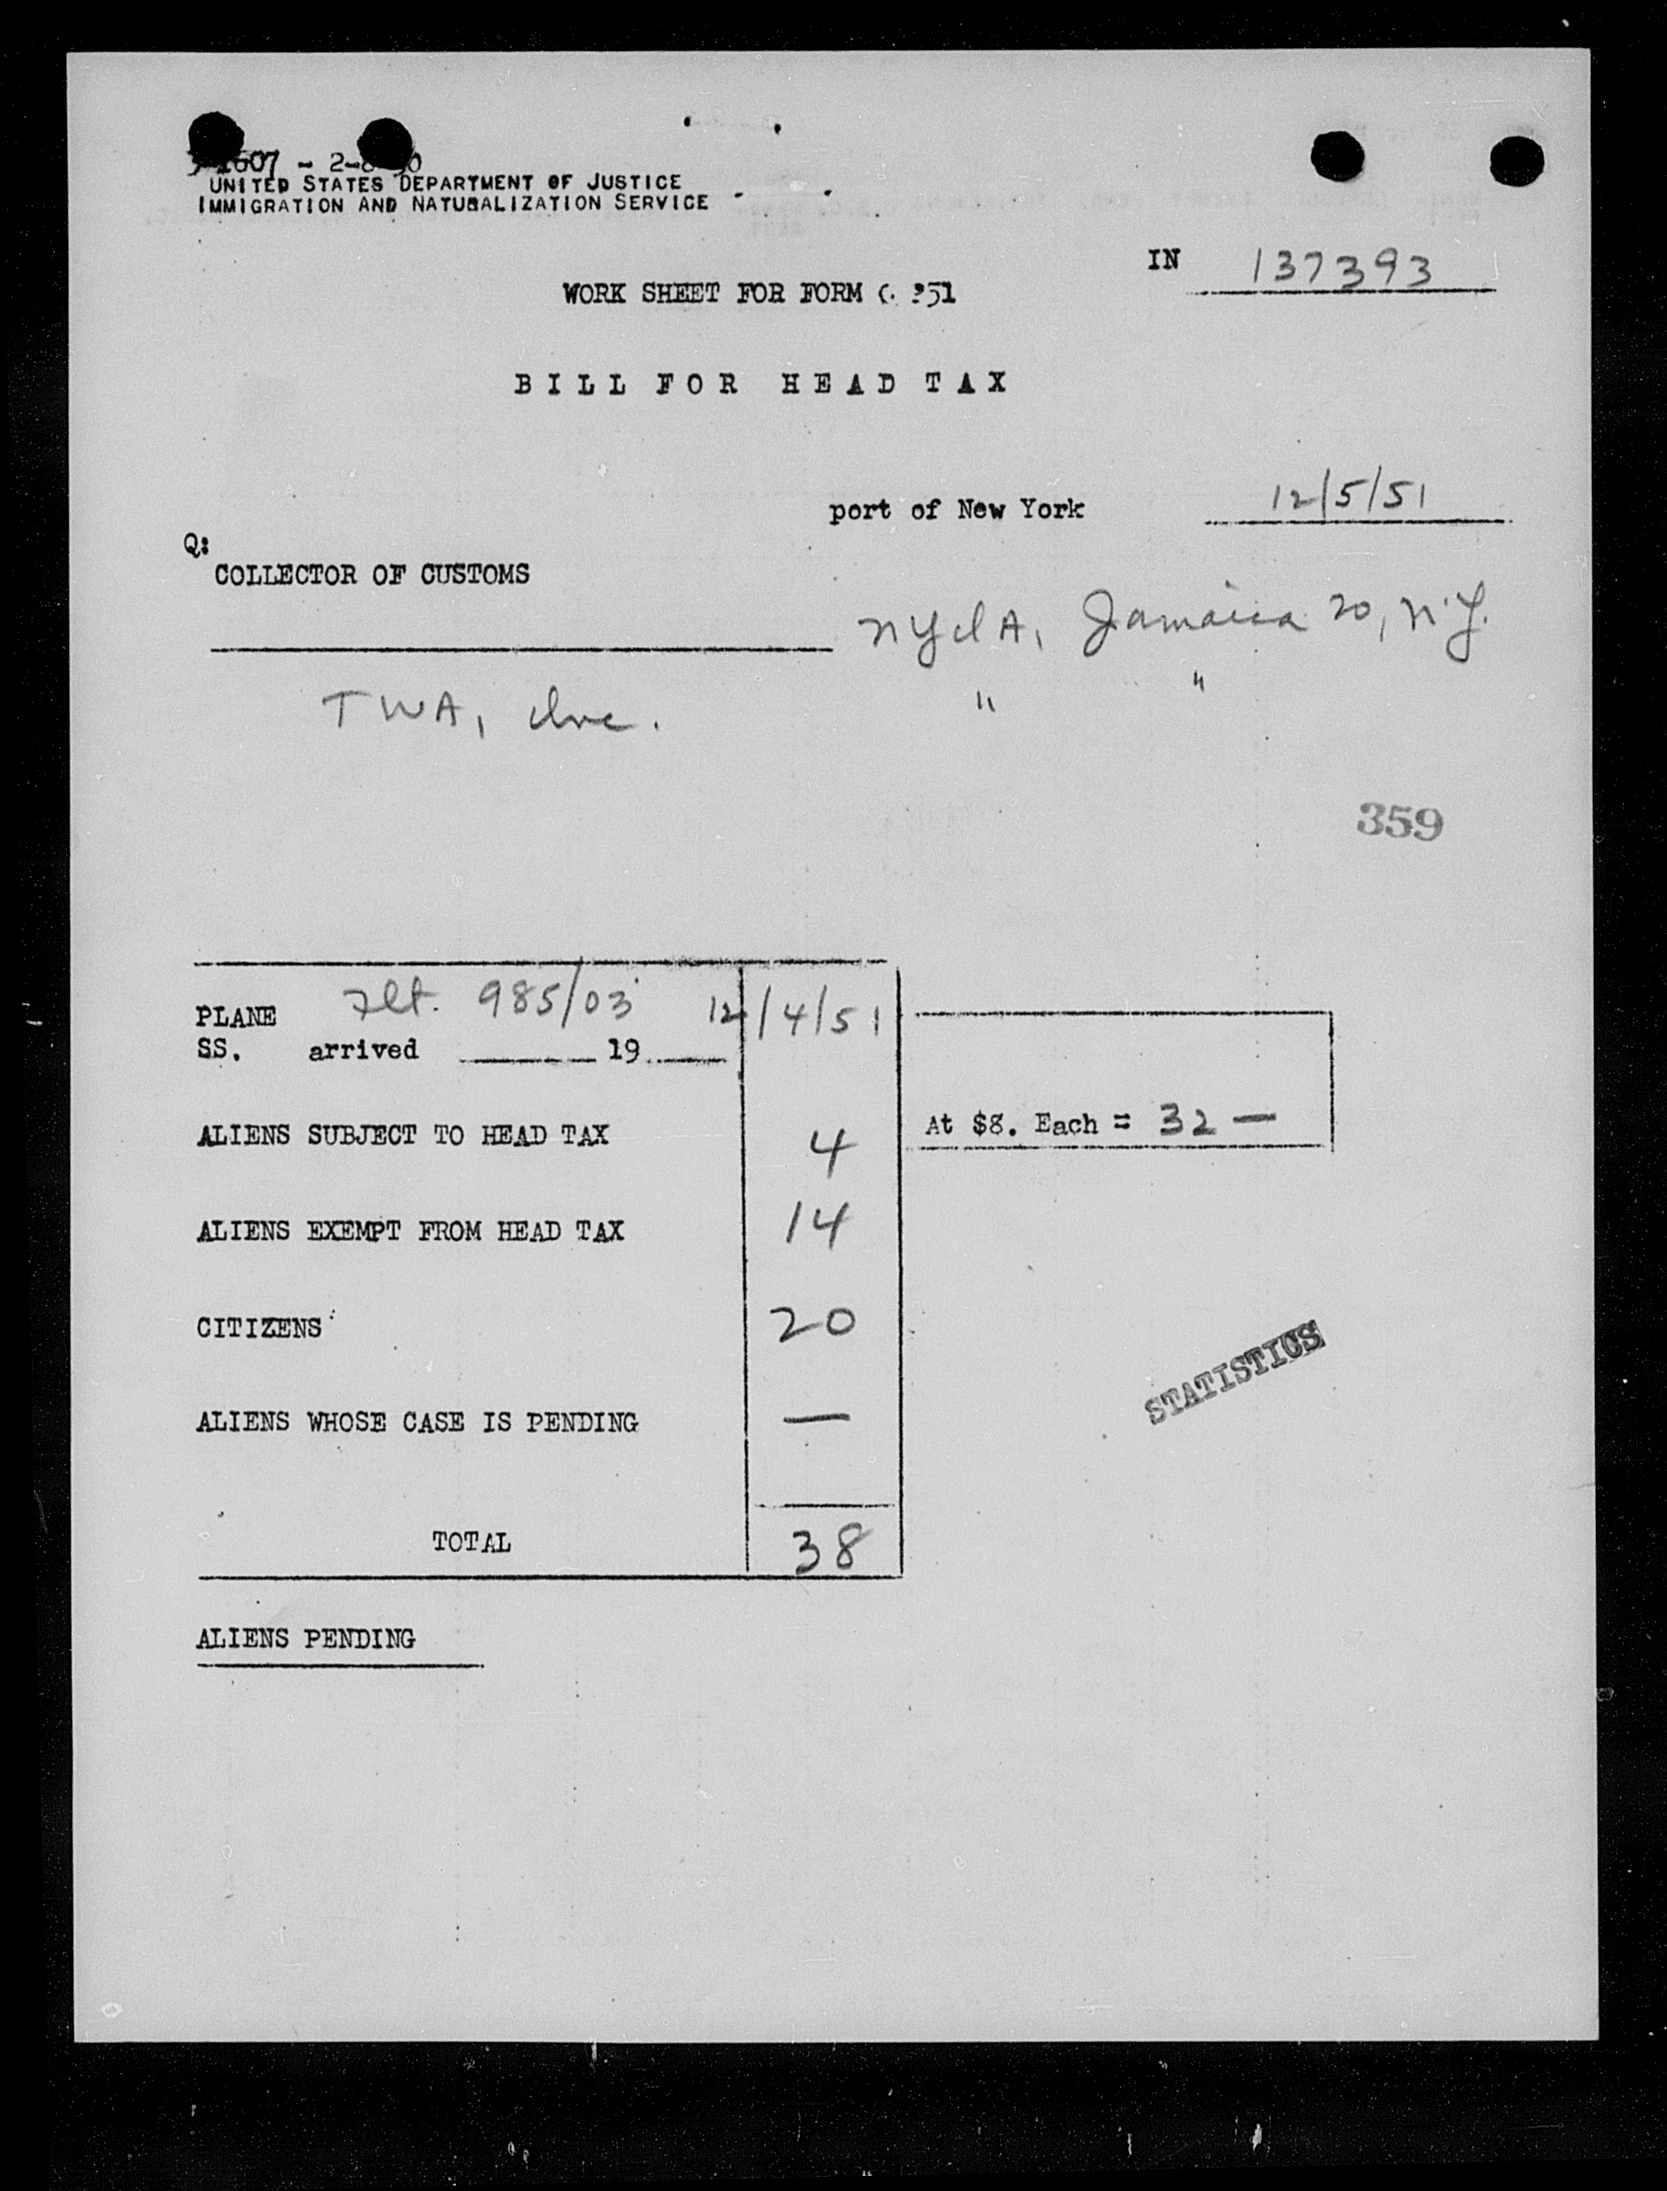 UNITED STATES DEPARTMENT OF JUSTICE
IMMIGRATION AND NATURALIZATION SERVICE
IN 137393
WORK SHEET FOR FORM
BILL FOR HEAD TAX
port of New York 12/5/51
Q:
COLLECTOR OF CUSTOMS
NYIA, Jamaica 20, N.Y.
TWA, Inc. " "
359
PLANE Flt. 985/03 12/4/51
SS. arrived 19
ALIENS SUBJECT TO HEAD TAX 4 At $8. Each = 32 —
ALIENS EXEMPT FROM HEAD TAX 14
CITIZENS 20
STATISTICS
ALIENS WHOSE CASE IS PENDING —
TOTAL 38
ALIENS PENDING